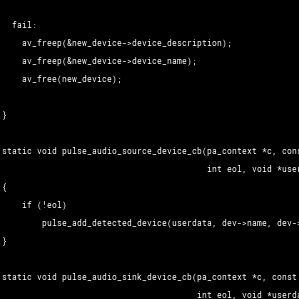 fail:
av_freep(&new_device->device_description);
av_freep(&new_device->device_name);
av_free(new_device);
}
static void pulse_audio_source_device_cb(pa_context *c, cons
int eol, void *user
{
if (!eol)
pulse_add_detected_device(userdata, dev->name, dev->
}
static void pulse_audio_sink_device_cb(pa_context *c, const
int eol, void *userda